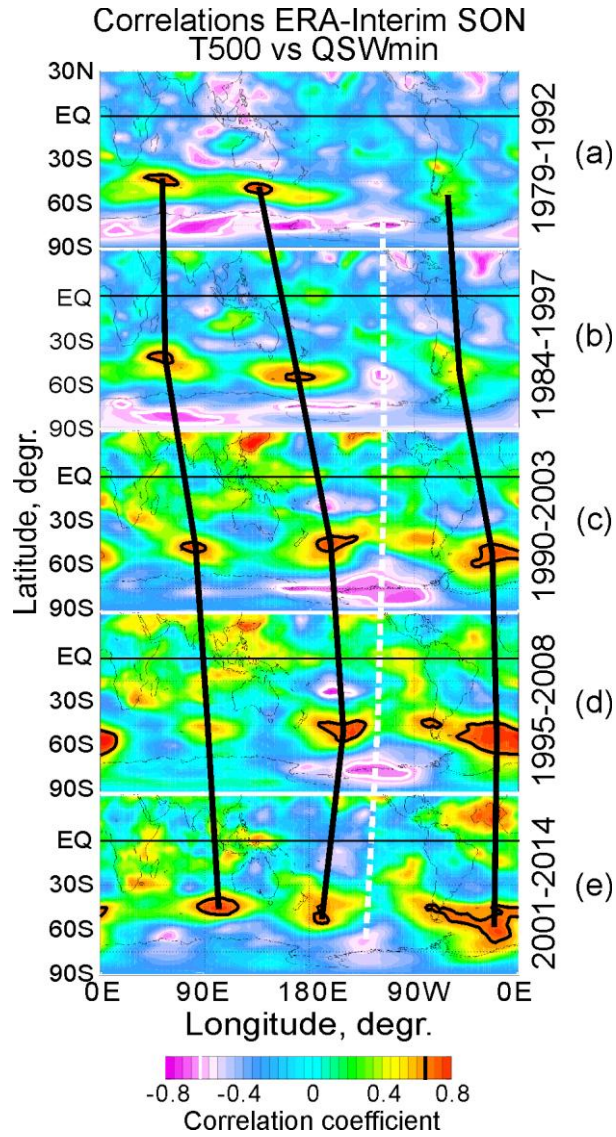 Correlations ERA-Interim SON
T500 vs QSWmin
30N
EQ
30S
60S
90S
1979-1992
(a)
EQ
30S
60S
90S
1984-1997
(b)
EQ
30S
60S
90S
1990-2003
(c)
EQ
30S
60S
90S
1995-2008
(d)
EQ
30S
60S
90S
2001-2014
(e)
Latitude, degr.
0E 90E 180E 90W 0E
Longitude, degr.
-0.8 -0.4 0 0.4 0.8
Correlation coefficient